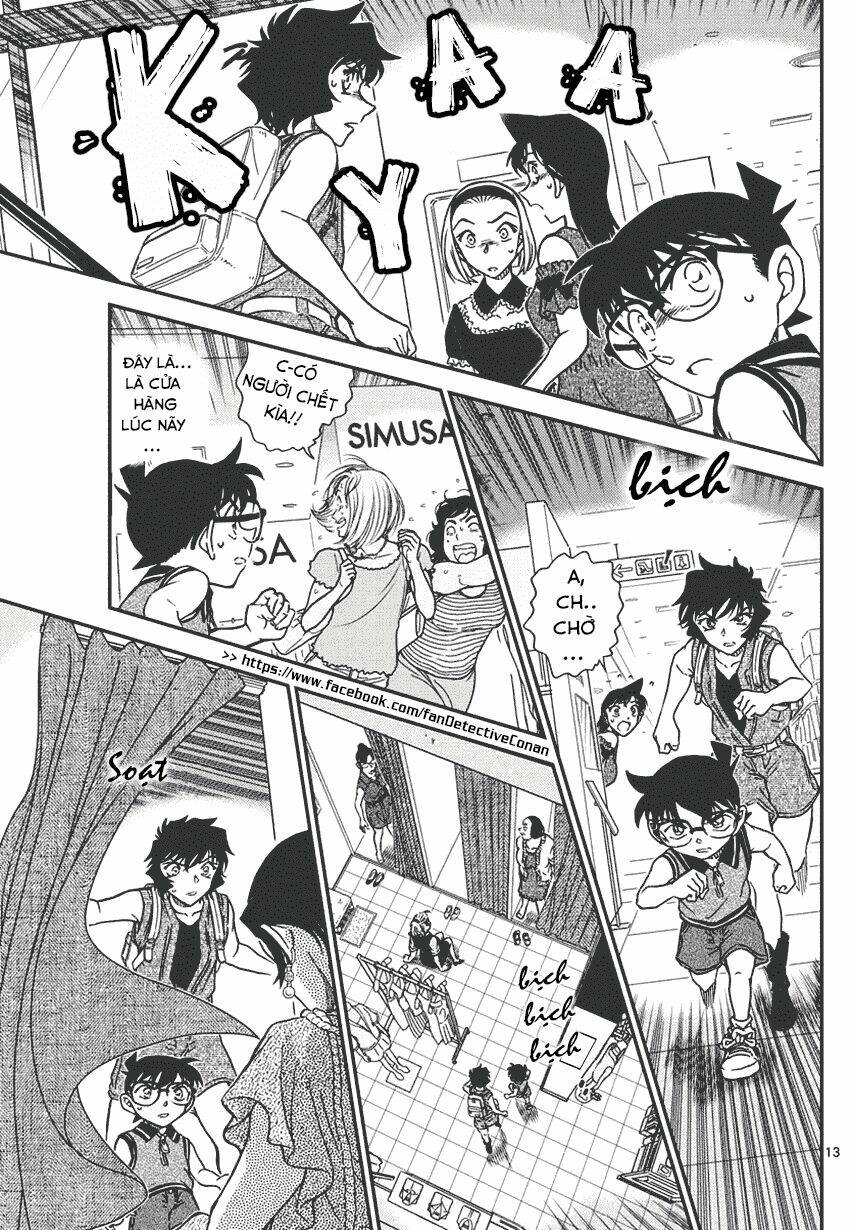 KYAA
A, CH..
CHỜ
...
bịch
C-CÓ
NGƯỜI CHẾT
KÌA!!
ĐÂY LÀ...
LÀ CỬA
HÀNG
LÚC NÃY
...
SIMUSA
SA
>> https://www.facebook.com/fanDetectiveConan
bịch
bịch
bịch
Soạt
13